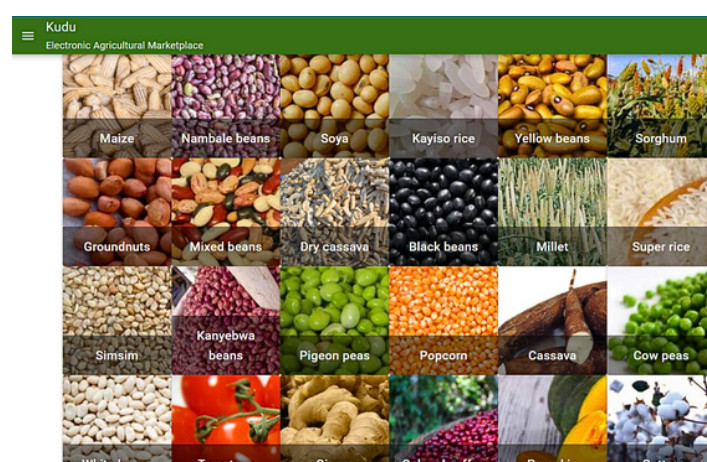 Kudu
Electronic Agricultural Marketplace
Maize
Nambale beans
Soya
Kayiso rice
Yellow beans
Sorghum
Groundnuts
Mixed beans
Dry cassava
Black beans
Millet
Super rice
Simsim
Kanyebwa
beans
Pigeon peas
Popcorn
Cassava
Cow peas